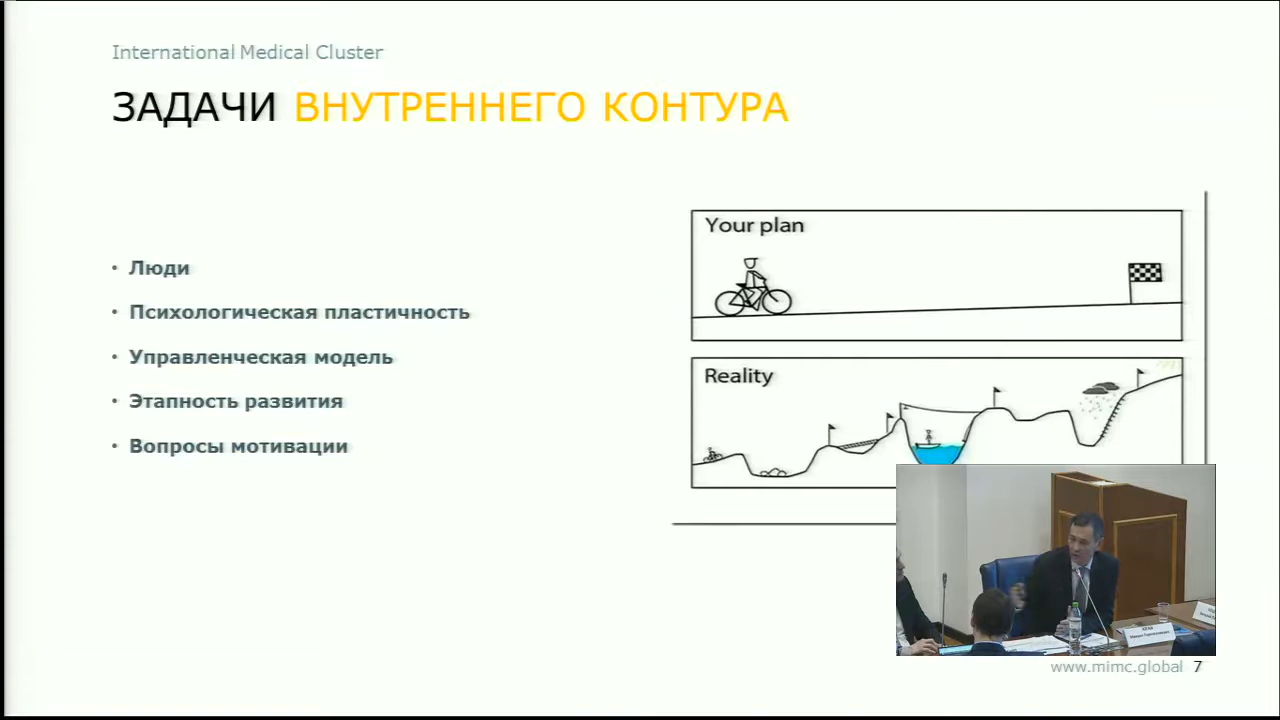 International Medical Cluster
ЗАДАЧИ ВНУТРЕННЕГО КОНТУРА
• Люди
• Психологическая пластичность
• Управленческая модель
• Этапность развития
• Вопросы мотивации
Your plan
Reality
www.mimc.global 7